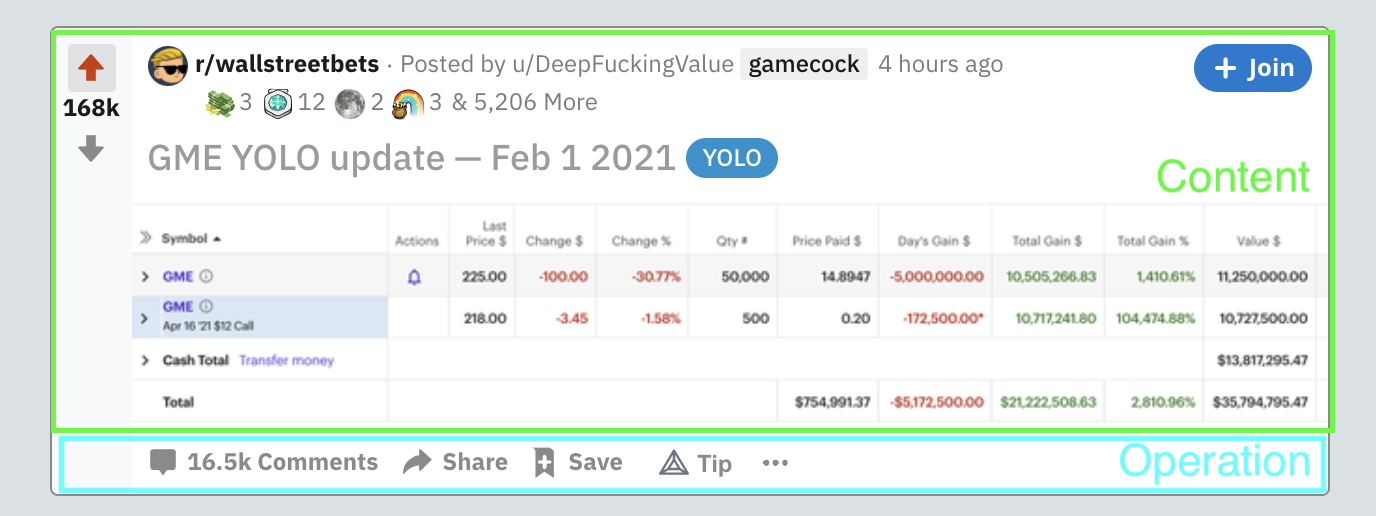 r/wallstreetbets · Posted by u/DeepFuckingValue gamecock 4 hours ago
+ Join
168k
3 12 2 3 & 5,206 More
GME YOLO update — Feb 1 2021 YOLO
Content
Symbol Actions Last Price $ Change $ Change % Qty # Price Paid $ Day's Gain $ Total Gain $ Total Gain % Value $
GME 225.00 -100.00 -30.77% 50,000 14.8947 -5,000,000.00 10,505,266.83 1,410.61% 11,250,000.00
GME
Apr 16 '21 $12 Call 218.00 -3.45 -1.58% 500 0.20 -172,500.00* 10,717,241.80 104,474.88% 10,727,500.00
Cash Total Transfer money $13,817,295.47
Total $754,991.37 -$5,172,500.00 $21,222,508.63 2,810.96% $35,794,795.47
16.5k Comments Share Save Tip ••• Operation